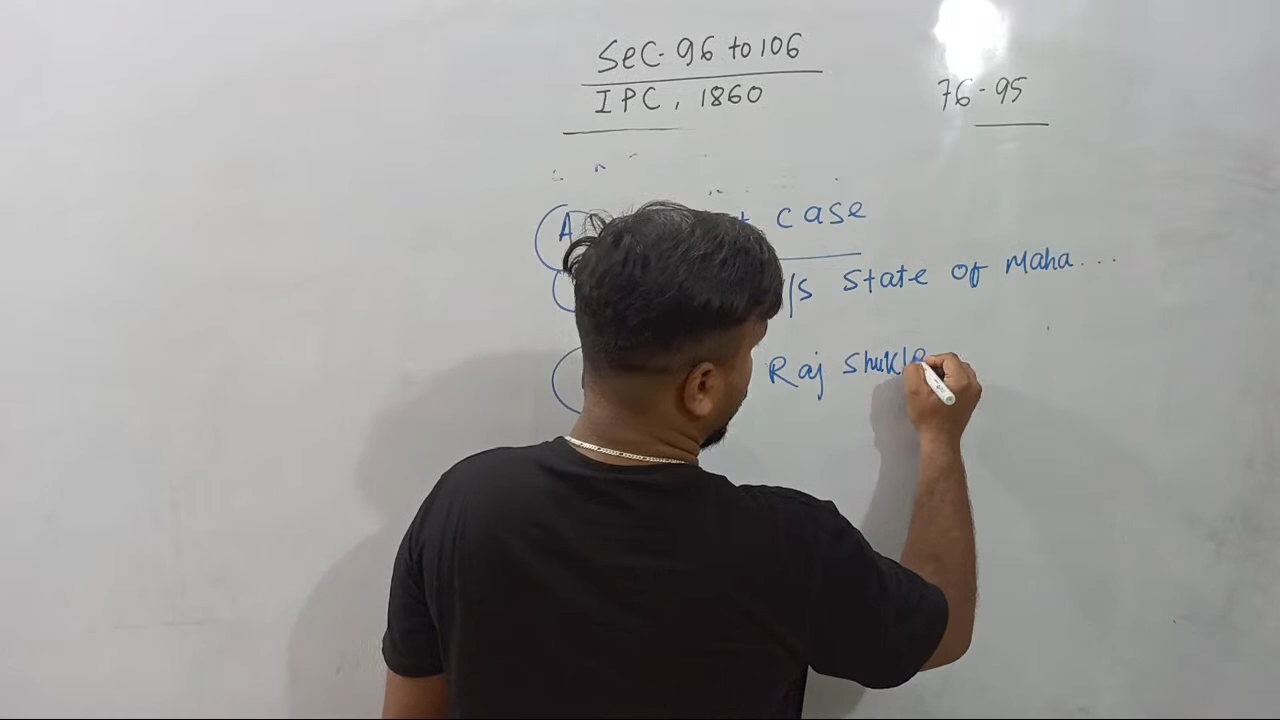 Sec. 96 to 106
IPC, 1860
76-95
A case
/s State of Maha...
Raj Shukla